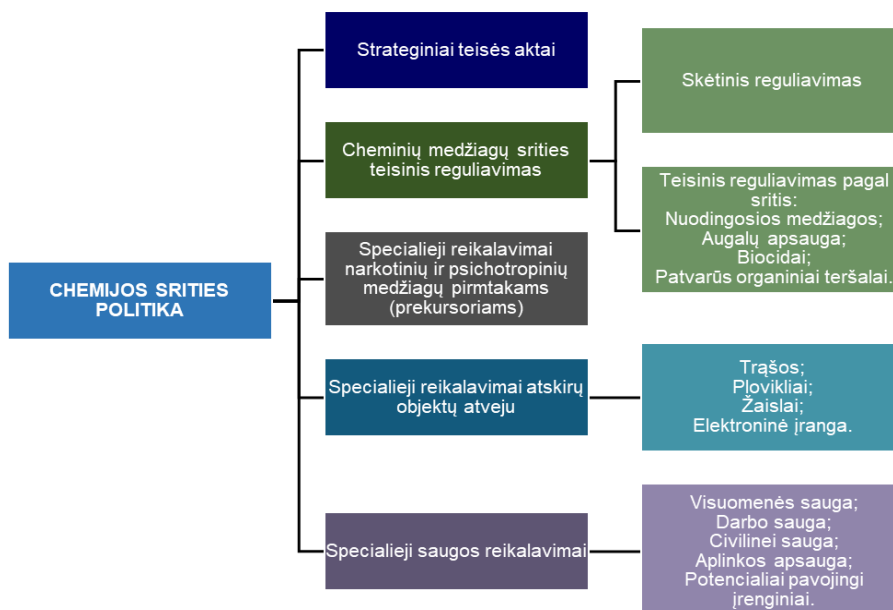 CHEMIJOS SRITIES
POLITIKA
Strateginiai teisės aktai
Cheminių medžiagų srities
teisinis reguliavimas
Skėtinis reguliavimas
Teisinis reguliavimas pagal
sritis:
Nuodingosios medžiagos;
Augalų apsauga;
Biocidai;
Patvarūs organiniai teršalai.
Specialieji reikalavimai
narkotinių ir psichotropinių
medžiagų pirmtakams
(prekursoriams)
Specialieji reikalavimai atskirų
objektų atveju
Trąšos;
Plovikliai;
Žaislai;
Elektroninė įranga.
Specialieji saugos reikalavimai
Visuomenės sauga;
Darbo sauga;
Civilinei sauga;
Aplinkos apsauga;
Potencialiai pavojingi
įrenginiai.